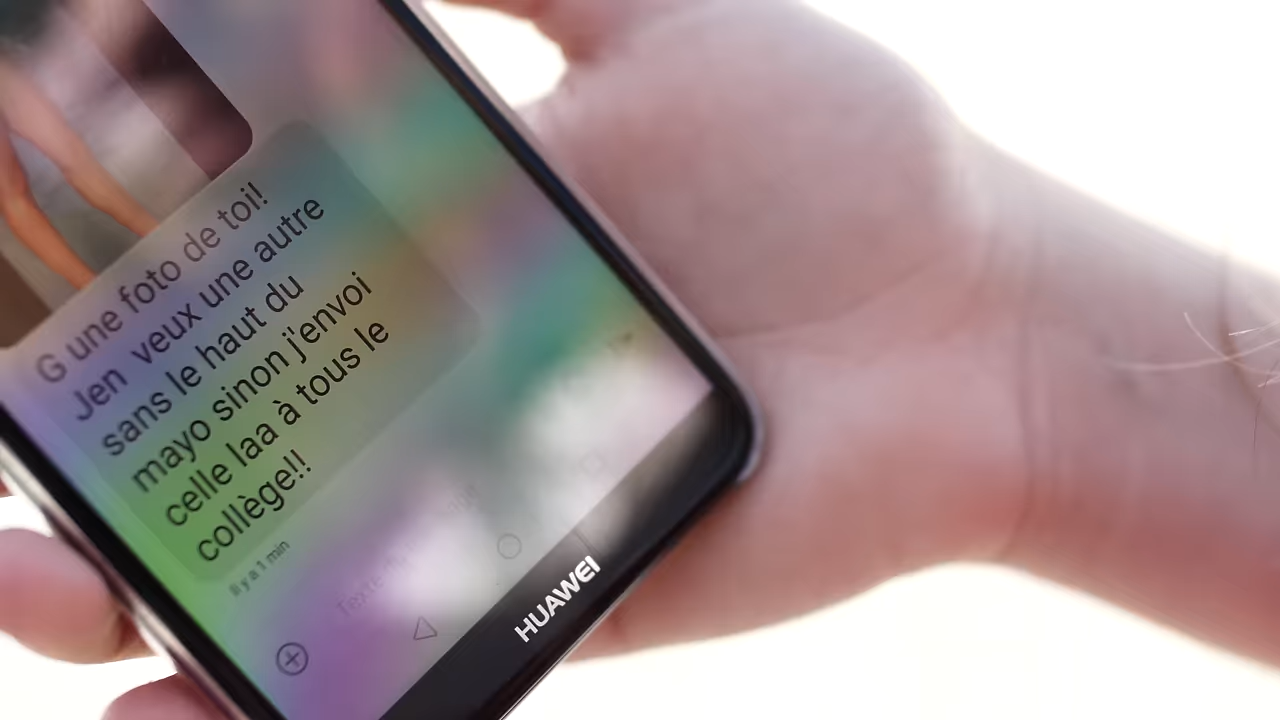 G une foto de toi!
Jen veux une autre
sans le haut du
mayo sinon j'envoi
celle laa à tous le
collège!!
Il y a 1 min
HUAWEI